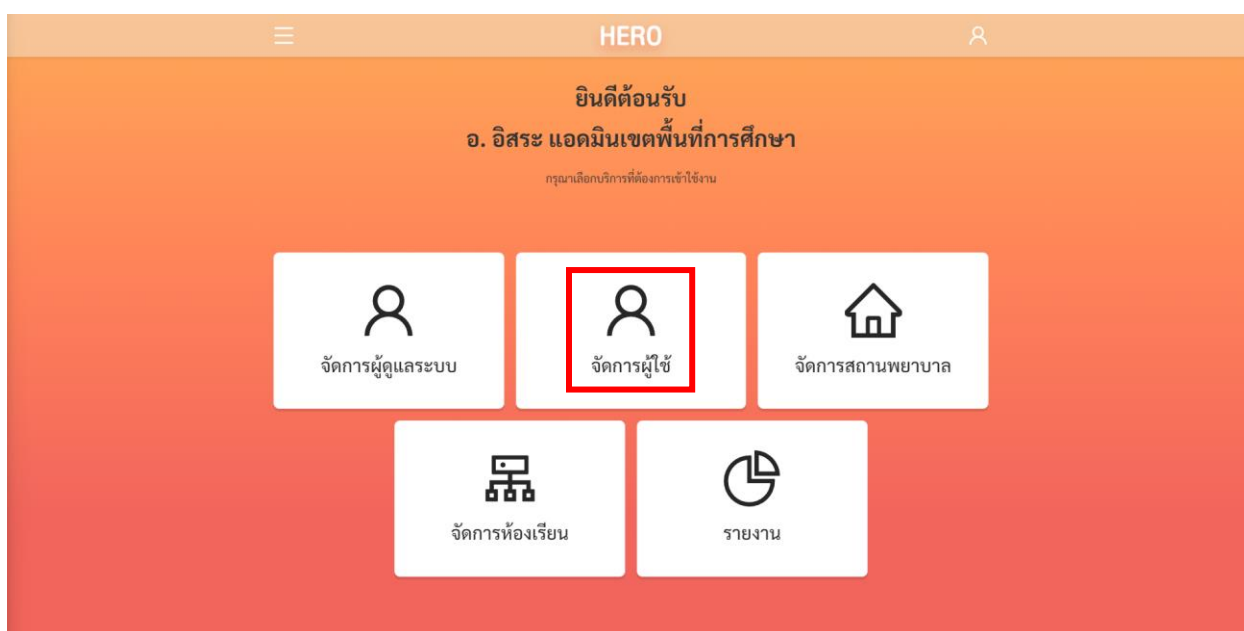 HERO
ยินดีต้อนรับ
อ. อิสระ แอดมินเขตพื้นที่การศึกษา
กรุณาเลือกบริการที่ต้องการเข้าใช้งาน
จัดการผู้ดูแลระบบ
จัดการผู้ใช้
จัดการสถานพยาบาล
จัดการห้องเรียน
รายงาน